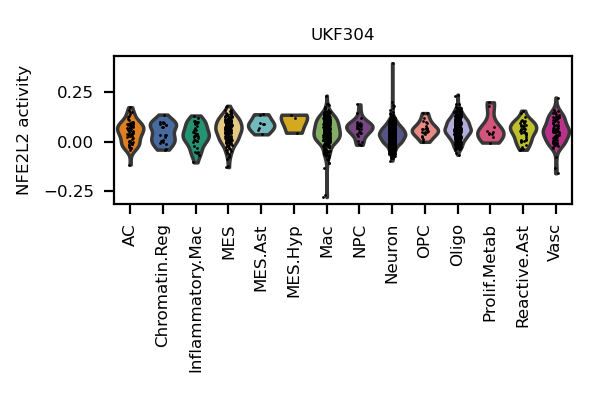 UKF304
NFE2L2 activity
0.25
0.00
−0.25
AC
Chromatin.Reg
Inflammatory.Mac
MES
MES.Ast
MES.Hyp
Mac
NPC
Neuron
OPC
Oligo
Prolif.Metab
Reactive.Ast
Vasc